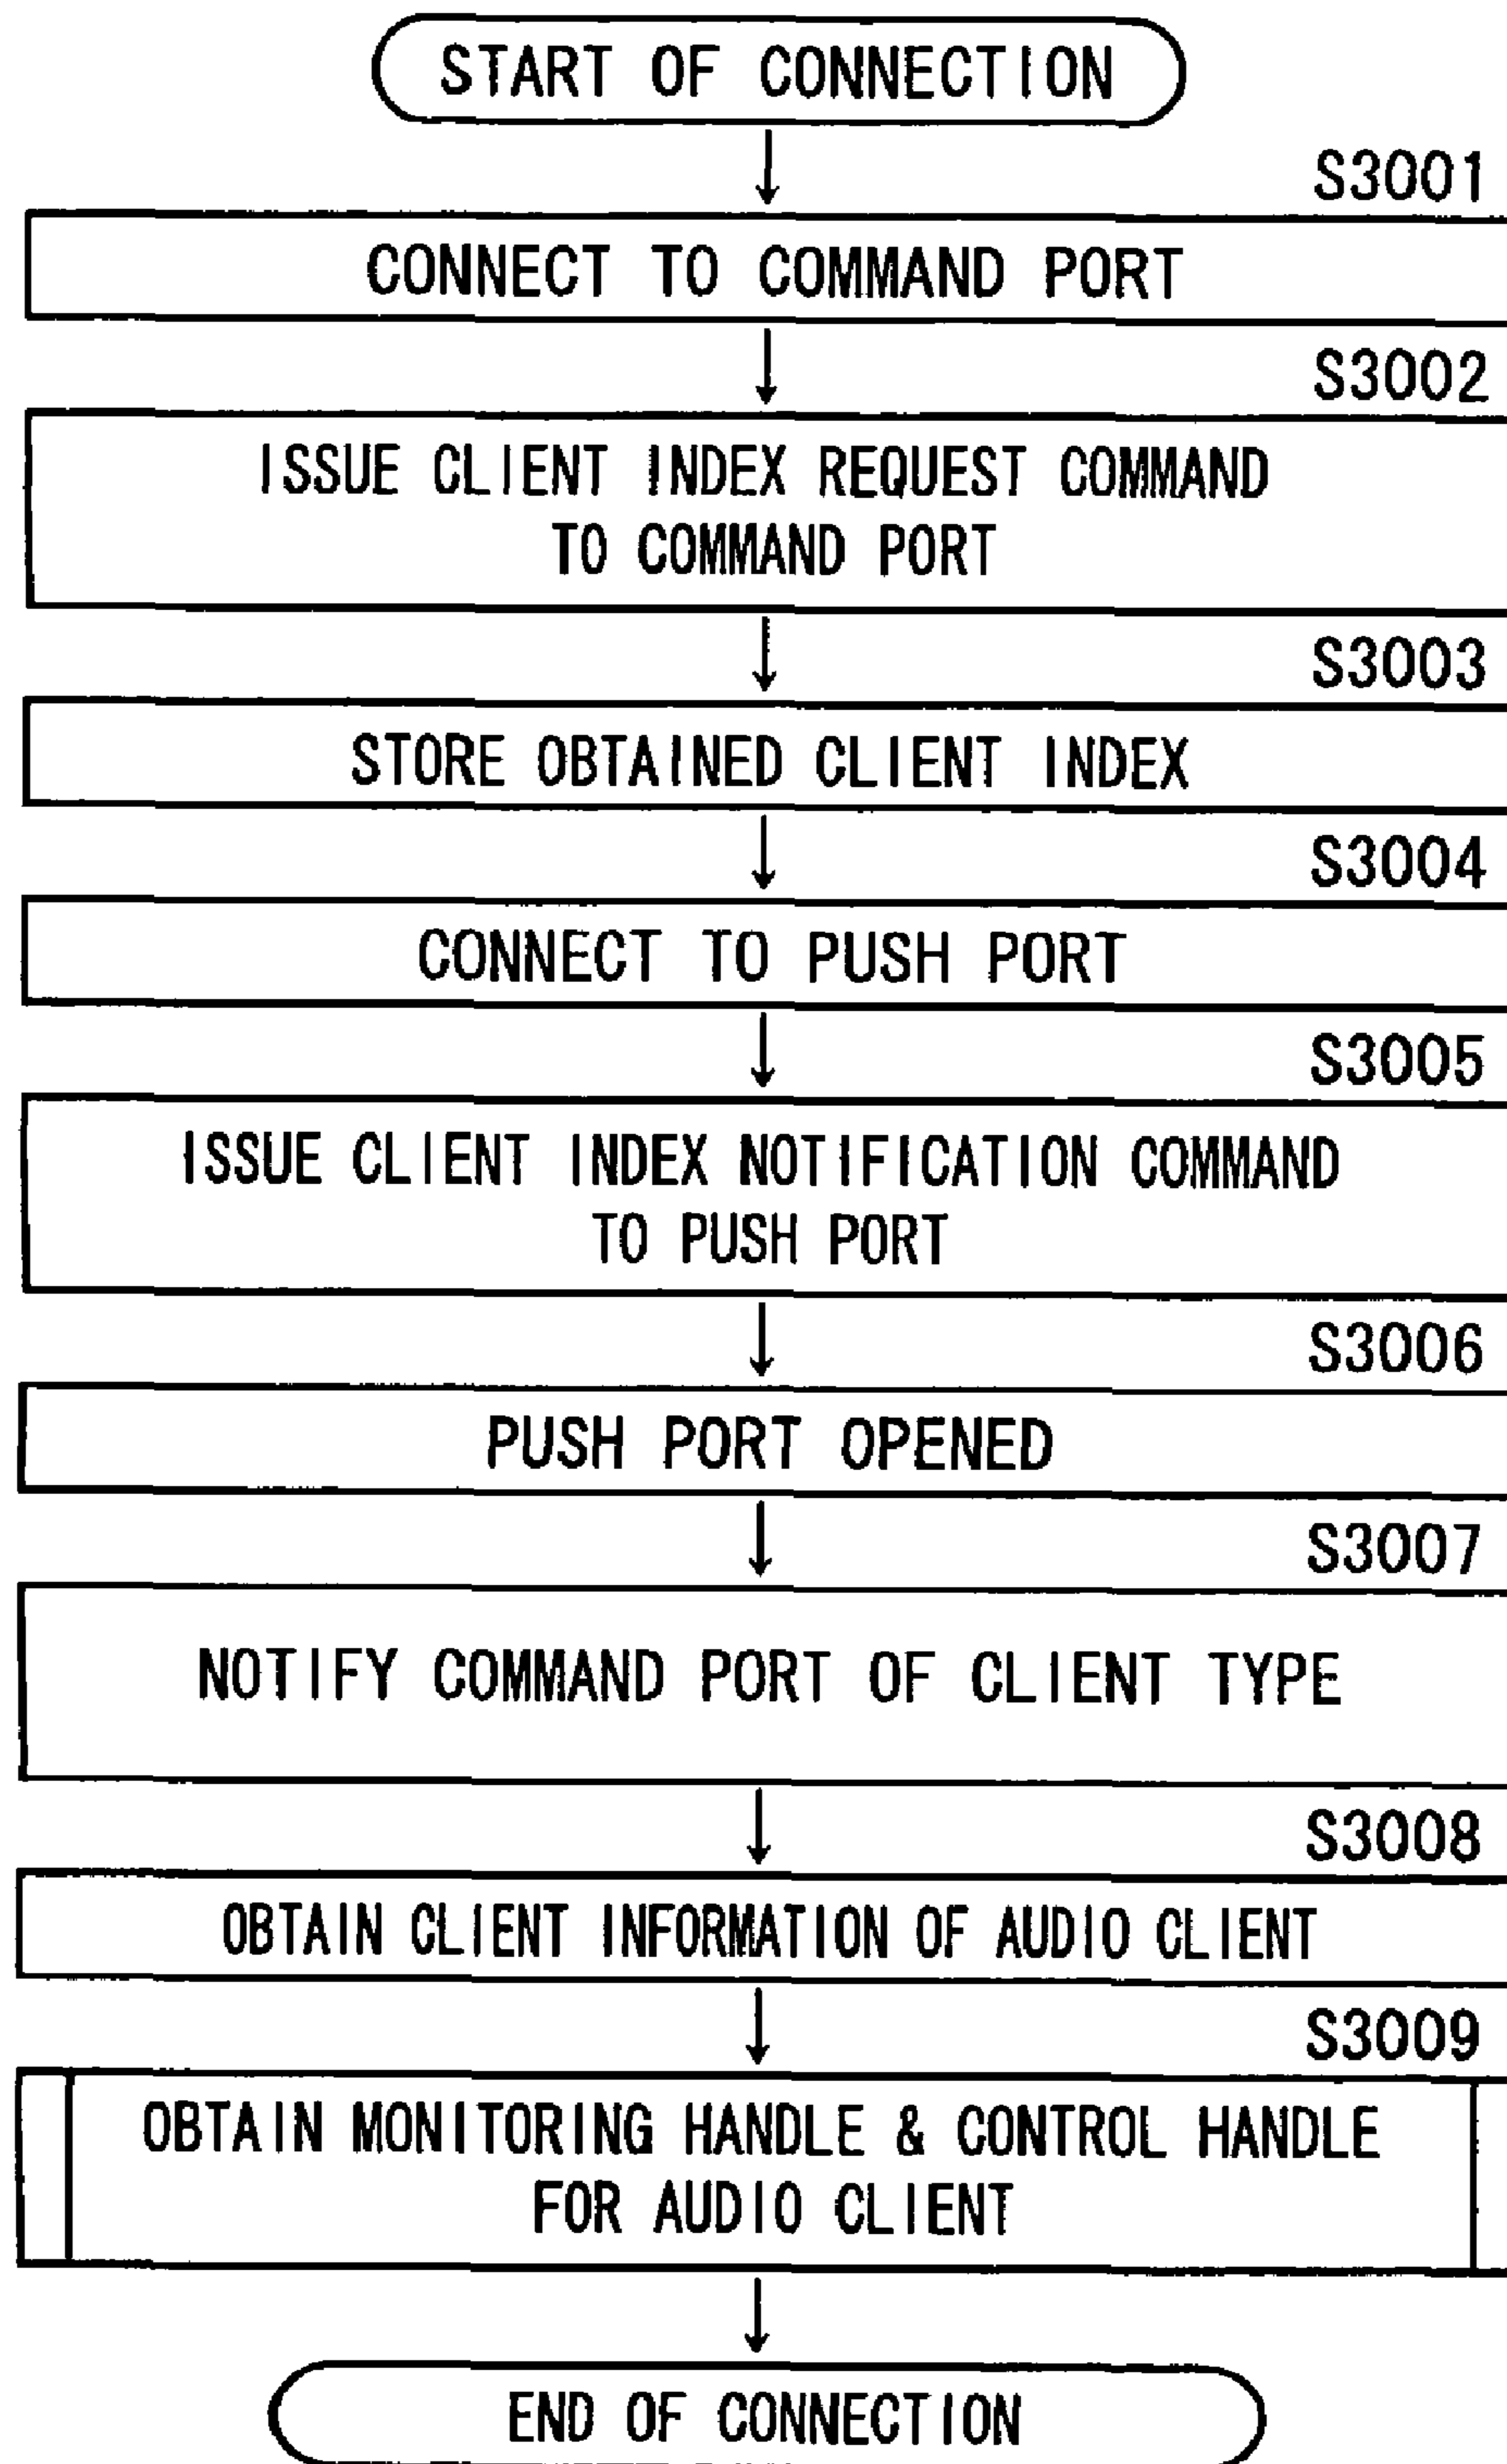 START OF CONNECTION
S3001
CONNECT TO COMMAND PORT
S3002
ISSUE CLIENT INDEX REQUEST COMMAND
TO COMMAND PORT
S3003
STORE OBTAINED CLIENT INDEX
S3004
CONNECT TO PUSH PORT
S3005
ISSUE CLIENT INDEX NOTIFICATION COMMAND
TO PUSH PORT
S3006
PUSH PORT OPENED
S3007
NOTIFY COMMAND PORT OF CLIENT TYPE
S3008
OBTAIN CLIENT INFORMATION OF AUDIO CLIENT
S3009
OBTAIN MONITORING HANDLE & CONTROL HANDLE
FOR AUDIO CLIENT
END OF CONNECTION